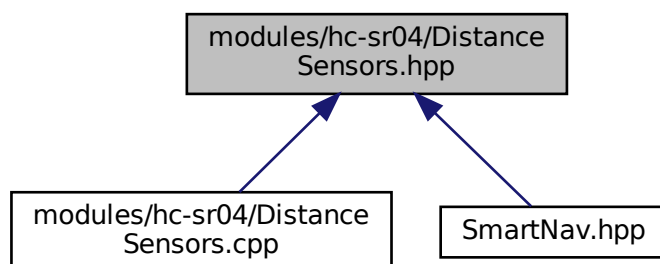 modules/hc-sr04/Distance
Sensors.hpp
modules/hc-sr04/Distance
Sensors.cpp
SmartNav.hpp